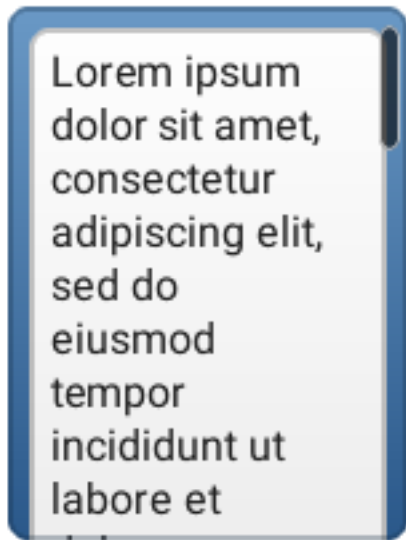 Lorem ipsum
dolor sit amet,
consectetur
adipiscing elit,
sed do
eiusmod
tempor
incididunt ut
labore et